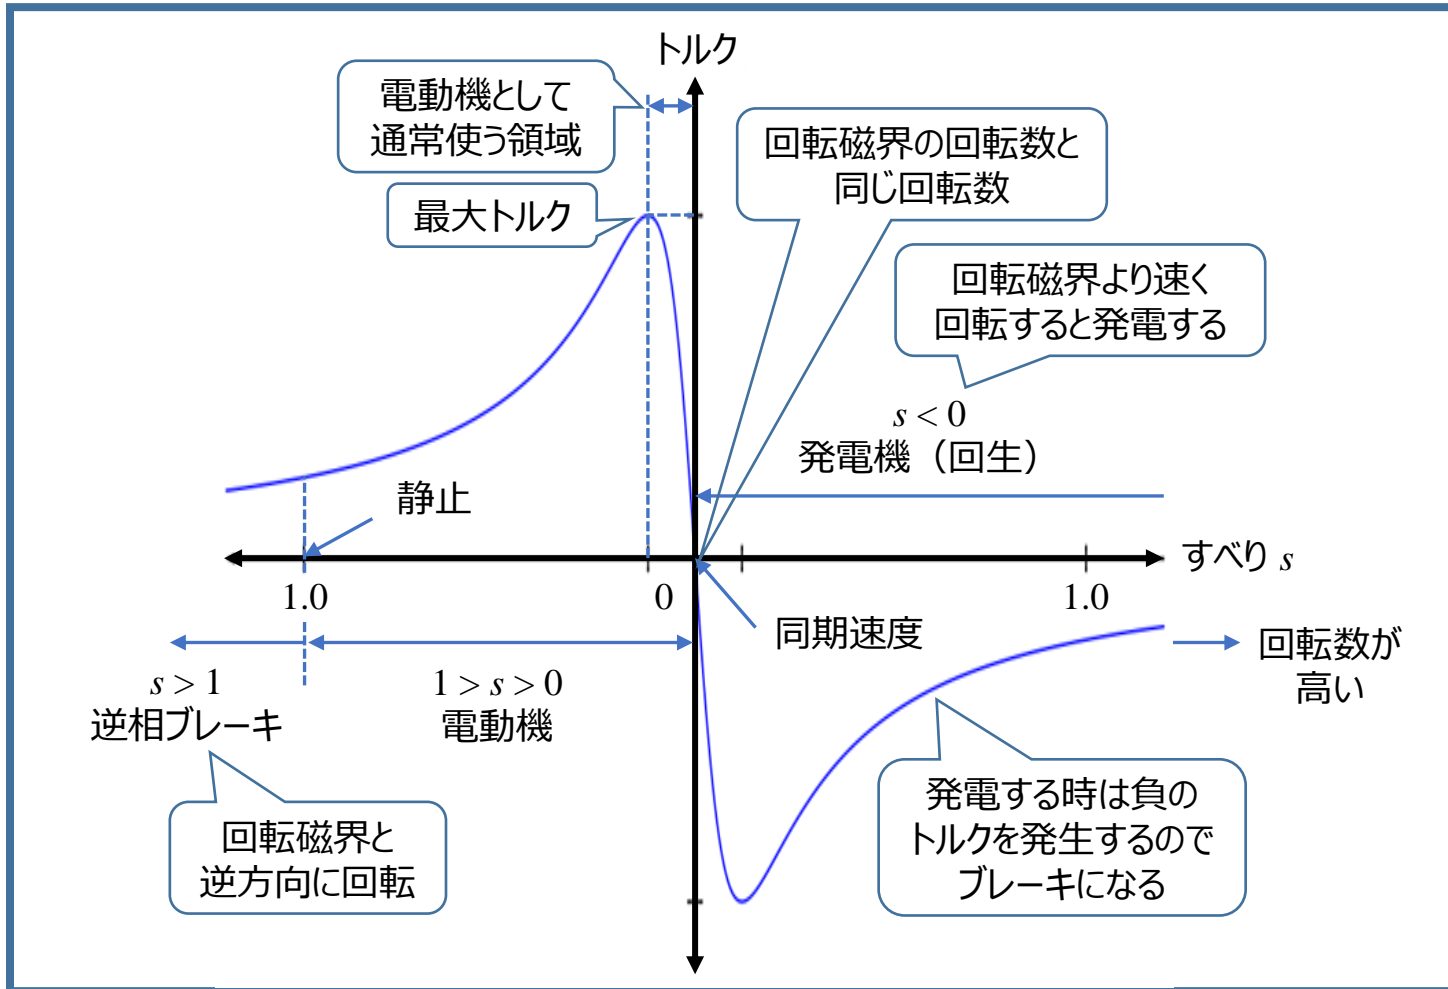 トルク
電動機として
通常使う領域
最大トルク
回転磁界の回転数と
同じ回転数
回転磁界より速く
回転すると発電する
s < 0
発電機（回生）
静止
すべり s
1.0
0
1.0
同期速度
回転数が
高い
s > 1
逆相ブレーキ
1 > s > 0
電動機
回転磁界と
逆方向に回転
発電する時は負の
トルクを発生するので
ブレーキになる